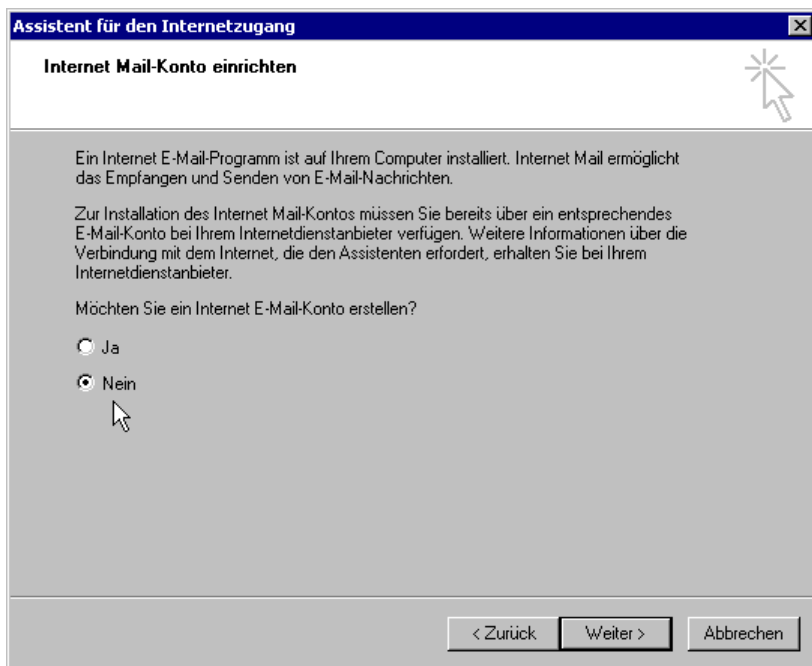 Assistent für den Internetzugang
Internet Mail-Konto einrichten
Ein Internet E-Mail-Programm ist auf Ihrem Computer installiert. Internet Mail ermöglicht
das Empfangen und Senden von E-Mail-Nachrichten.
Zur Installation des Internet Mail-Kontos müssen Sie bereits über ein entsprechendes
E-Mail-Konto bei Ihrem Internetdienstanbieter verfügen. Weitere Informationen über die
Verbindung mit dem Internet, die den Assistenten erfordert, erhalten Sie bei Ihrem
Internetdienstanbieter.
Möchten Sie ein Internet E-Mail-Konto erstellen?
Ja
Nein
< Zurück Weiter > Abbrechen